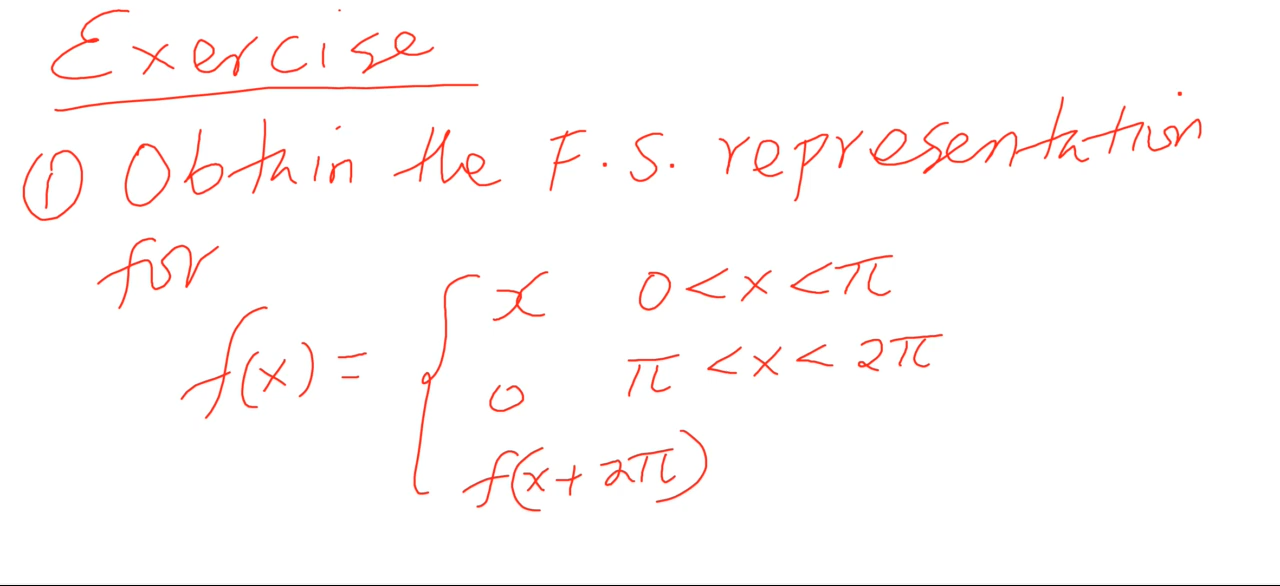 Exercise
① Obtain the F.S. representation
for
f(x) = { x 0<x<π
0 π<x<2π
f(x+2π)